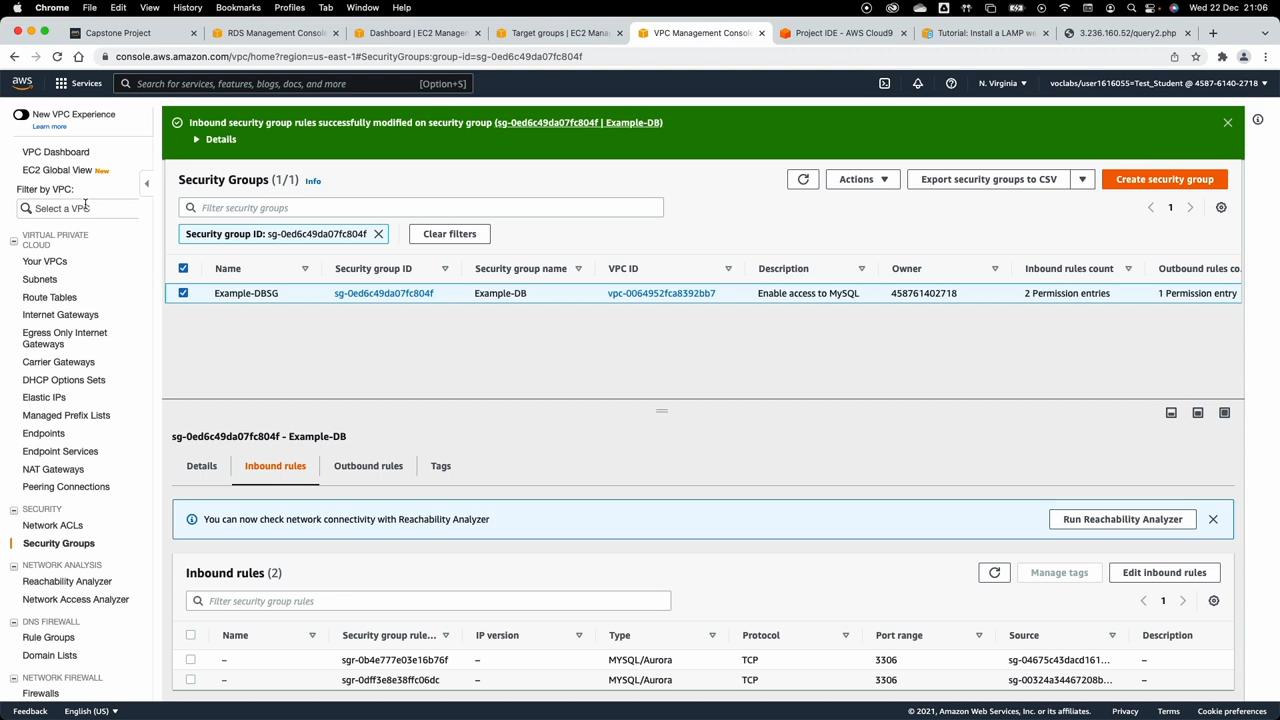 Chrome File Edit View History Bookmarks Profiles Tab Window Help Wed 22 Dec 21:06
Capstone Project RDS Management Conso Dashboard | EC2 Managem Target groups | EC2 Manag VPC Management Console Project IDE - AWS Cloud9 Tutorial: Install a LAMP we 3.236.160.52/query2.php
console.aws.amazon.com/vpc/home?region=us-east-1#SecurityGroups:group-id=sg-0ed6c49da07fc804f
aws Services Search for services, features, blogs, docs, and more [Option+S] N. Virginia voclabs/user1616055=Test_Student @ 4587-6140-2718
New VPC Experience
Learn more
VPC Dashboard
EC2 Global View New
Filter by VPC:
Select a VPC
VIRTUAL PRIVATE CLOUD
Your VPCs
Subnets
Route Tables
Internet Gateways
Egress Only Internet Gateways
Carrier Gateways
DHCP Options Sets
Elastic IPs
Managed Prefix Lists
Endpoints
Endpoint Services
NAT Gateways
Peering Connections
SECURITY
Network ACLs
Security Groups
NETWORK ANALYSIS
Reachability Analyzer
Network Access Analyzer
DNS FIREWALL
Rule Groups
Domain Lists
NETWORK FIREWALL
Firewalls
Inbound security group rules successfully modified on security group (sg-0ed6c49da07fc804f | Example-DB)
Details
Security Groups (1/1) Info Actions Export security groups to CSV Create security group
Filter security groups 1
Security group ID: sg-0ed6c49da07fc804f Clear filters
Name Security group ID Security group name VPC ID Description Owner Inbound rules count Outbound rules co.
Example-DBSG sg-0ed6c49da07fc804f Example-DB vpc-0064952fca8392bb7 Enable access to MySQL 458761402718 2 Permission entries 1 Permission entry
sg-0ed6c49da07fc804f - Example-DB
Details Inbound rules Outbound rules Tags
You can now check network connectivity with Reachability Analyzer Run Reachability Analyzer
Inbound rules (2) Manage tags Edit inbound rules
Filter security group rules 1
Name Security group rule... IP version Type Protocol Port range Source Description
– sgr-0b4e777e03e16b76f – MYSQL/Aurora TCP 3306 sg-04675c43dacd161... –
– sgr-0dff3e8e38ffc06dc – MYSQL/Aurora TCP 3306 sg-00324a34467208b... –
Feedback English (US) © 2021, Amazon Web Services, Inc. or its affiliates. Privacy Terms Cookie preferences